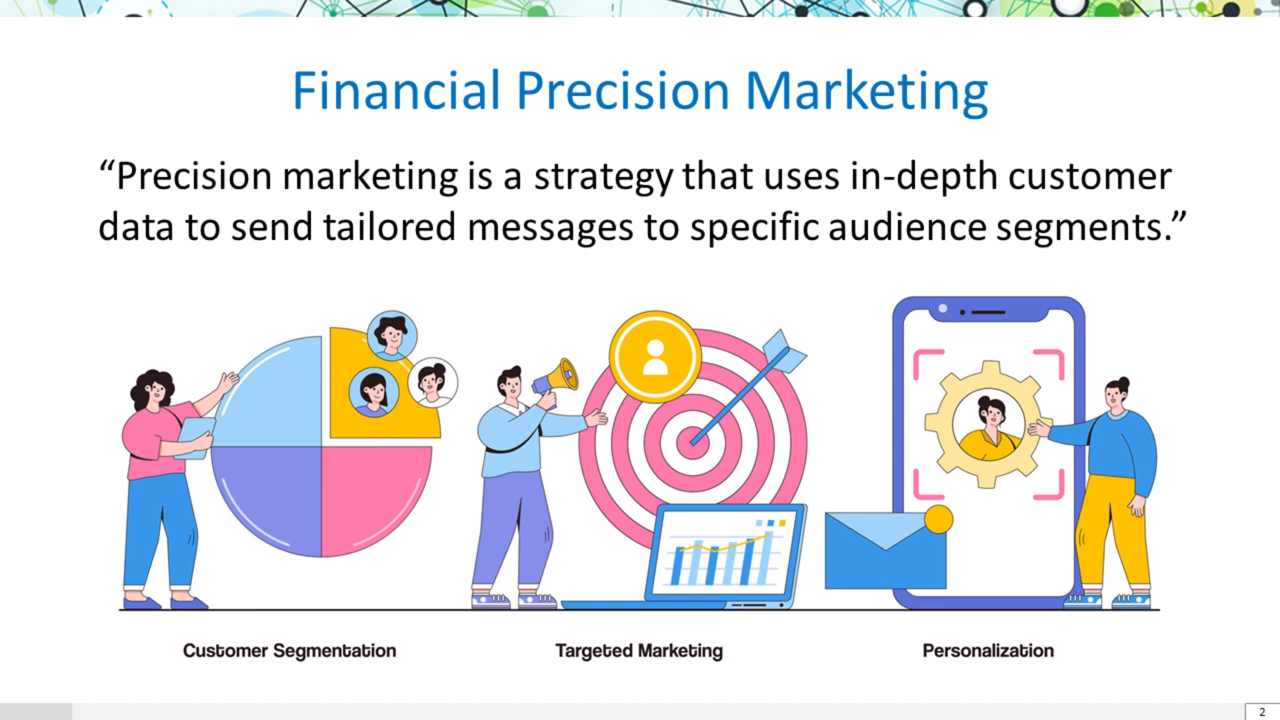 Financial Precision Marketing
“Precision marketing is a strategy that uses in-depth customer
data to send tailored messages to specific audience segments.”
Customer Segmentation
Targeted Marketing
Personalization
2